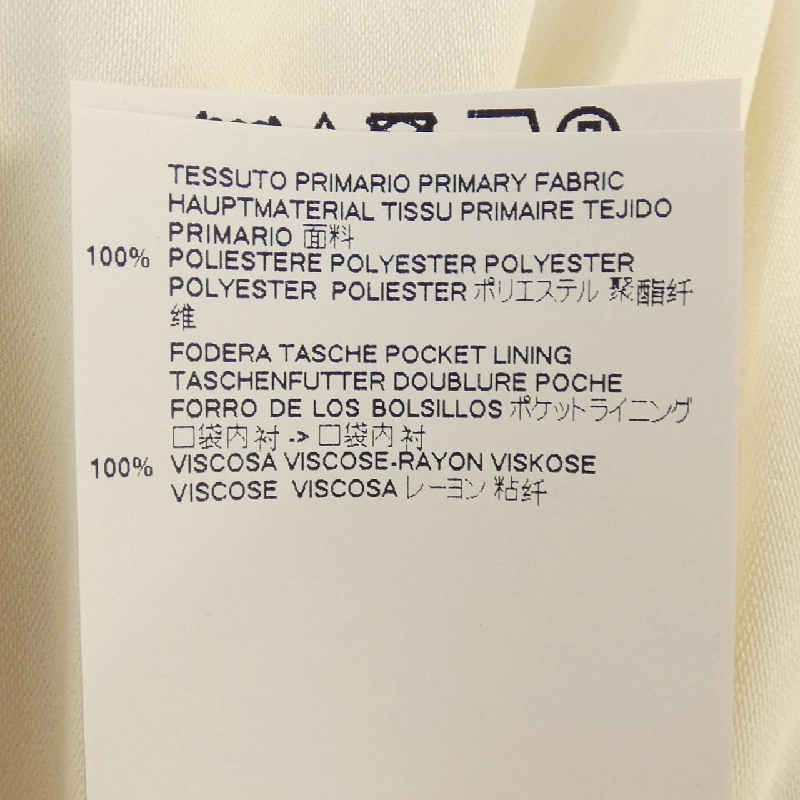 TESSUTO PRIMARIO PRIMARY FABRIC
HAUPTMATERIAL TISSU PRIMAIRE TEJIDO
PRIMARIO 面料
100% POLIESTERE POLYESTER POLYESTER
POLYESTER POLIESTER ポリエステル 聚酯纤
维
FODERA TASCHE POCKET LINING
TASCHENFUTTER DOUBLURE POCHE
FORRO DE LOS BOLSILLOS ポケットライニング
口袋内衬 -> 口袋内衬
100% VISCOSA VISCOSE-RAYON VISKOSE
VISCOSE VISCOSA レーヨン 粘纤